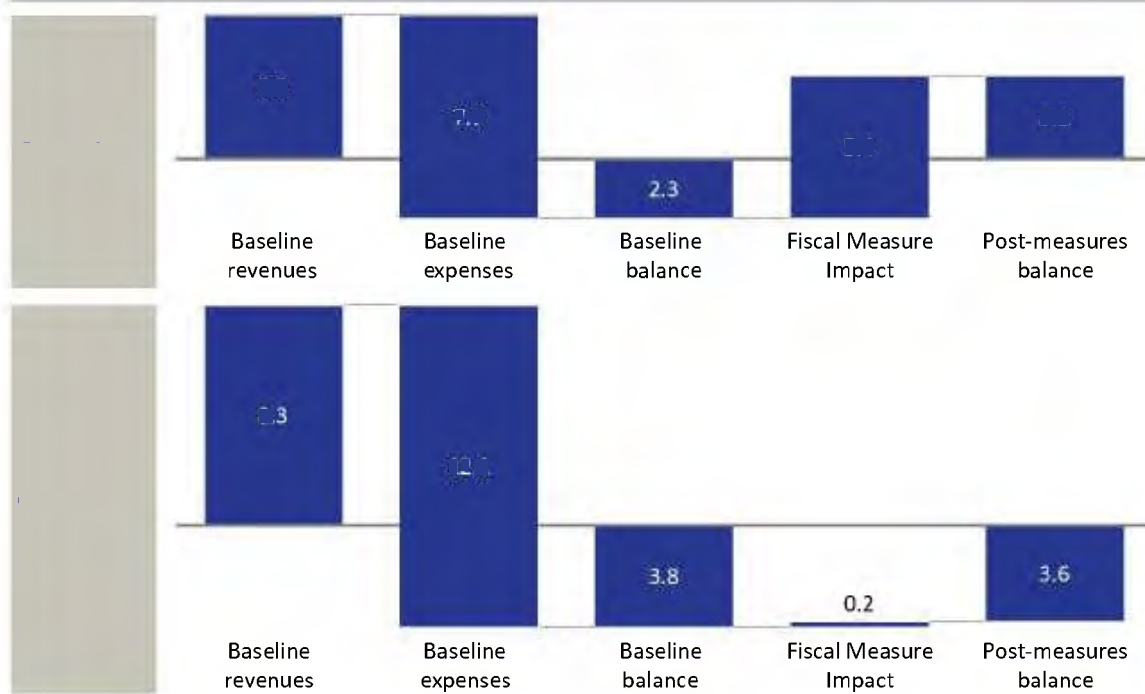 2.3
Baseline Baseline Baseline Fiscal Measure Post-measures
revenues expenses balance Impact balance
3.8
3.6
0.2
Baseline Baseline Baseline Fiscal Measure Post-measures
revenues expenses balance Impact balance